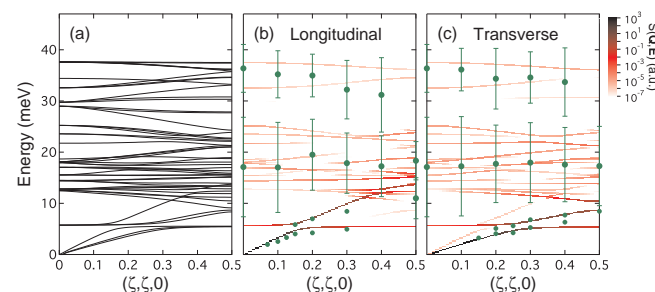 (a)
(b) Longitudinal
(c) Transverse
Energy (meV)
40
30
20
10
0
0 0.1 0.2 0.3 0.4 0.5
0.1 0.2 0.3 0.4 0.5
0.1 0.2 0.3 0.4 0.5
(ζ,ζ,0)
(ζ,ζ,0)
(ζ,ζ,0)
10³
10¹
10⁻¹
10⁻³
10⁻⁵
10⁻⁷
S(Q,E) (au.)